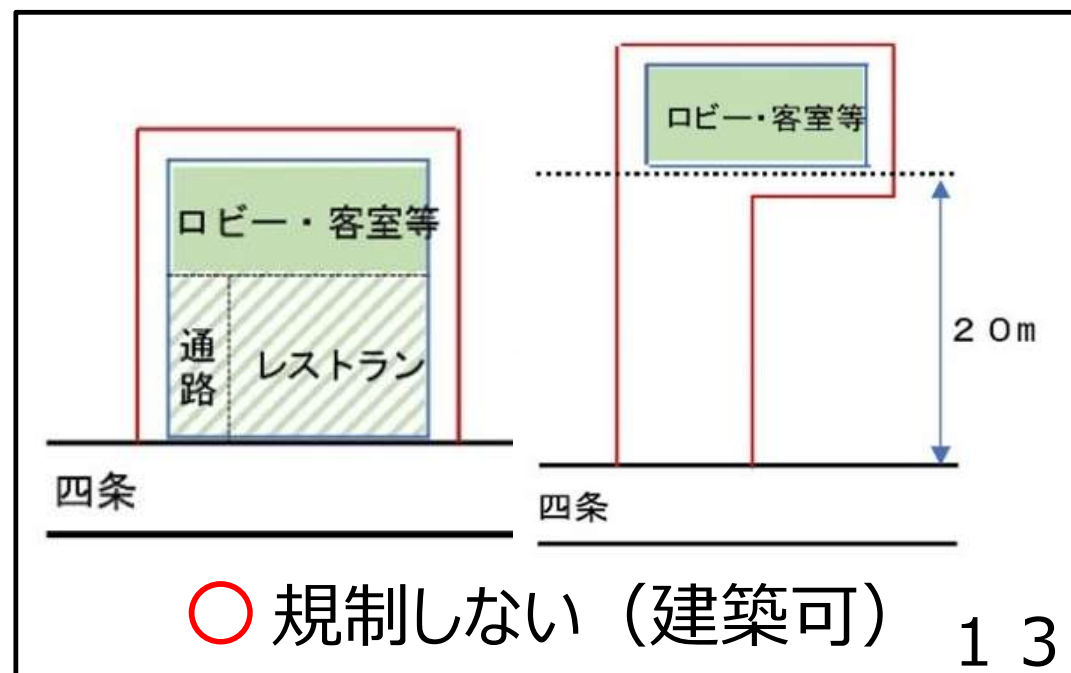 ロビー・客室等
通路
レストラン
四条
ロビー・客室等
20m
四条
○ 規制しない（建築可）
13